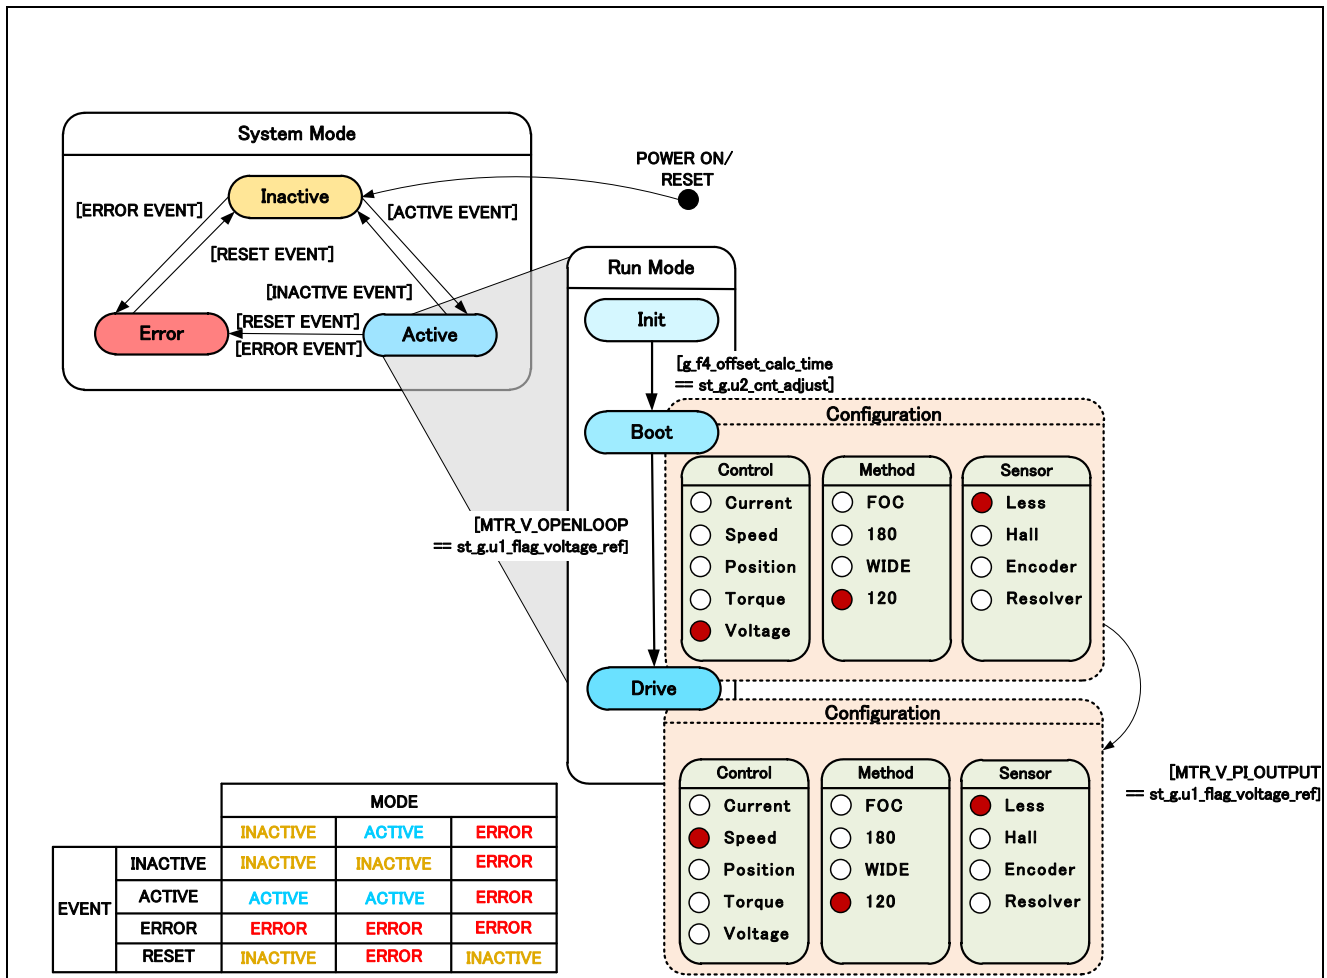 System Mode
POWER ON/
RESET
Inactive
[ERROR EVENT]
[ACTIVE EVENT]
[RESET EVENT]
[INACTIVE EVENT]
[RESET EVENT]
Error
Active
[ERROR EVENT]
Run Mode
Init
[g_f4_offset_calc_time
== st_g.u2_cnt_adjust]
Boot
Configuration
Control
Current
Speed
Position
Torque
Voltage
Method
FOC
180
WIDE
120
Sensor
Less
Hall
Encoder
Resolver
[MTR_V_OPENLOOP
== st_g.u1_flag_voltage_ref]
Drive
Configuration
Control
Current
Speed
Position
Torque
Voltage
Method
FOC
180
WIDE
120
Sensor
Less
Hall
Encoder
Resolver
[MTR_V_PI_OUTPUT
== st_g.u1_flag_voltage_ref]
MODE
INACTIVE ACTIVE ERROR
EVENT
INACTIVE INACTIVE INACTIVE ERROR
ACTIVE ACTIVE ACTIVE ERROR
ERROR ERROR ERROR ERROR
RESET INACTIVE ERROR INACTIVE